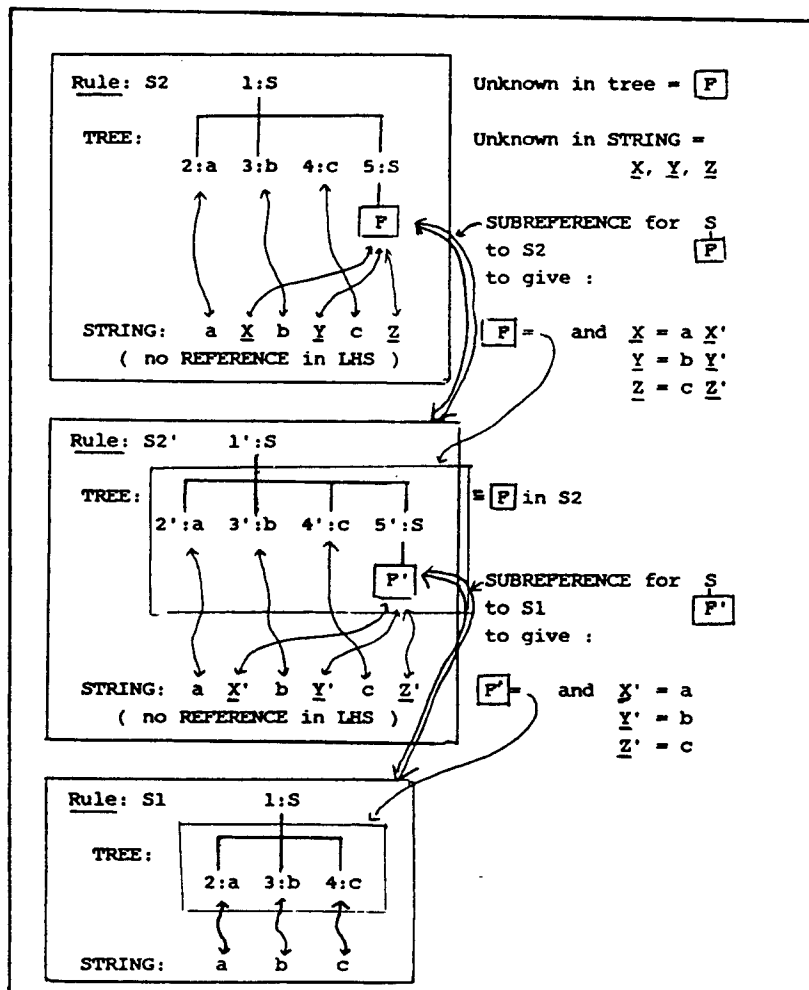 Rule: S2 1:S
TREE:
2:a 3:b 4:c 5:S
F
STRING: a X b Y c Z
( no REFERENCE in LHS )
Unknown in tree = F
Unknown in STRING =
X, Y, Z
SUBREFERENCE for S
to S2 F
to give :
F = and X = a X'
Y = b Y'
Z = c Z'
Rule: S2' 1':S
TREE:
2':a 3':b 4':c 5':S
F'
STRING: a X' b Y' c Z'
( no REFERENCE in LHS )
= F in S2
SUBREFERENCE for S
to S1 F'
to give :
F' = and X' = a
Y' = b
Z' = c
Rule: S1 1:S
TREE:
2:a 3:b 4:c
STRING: a b c